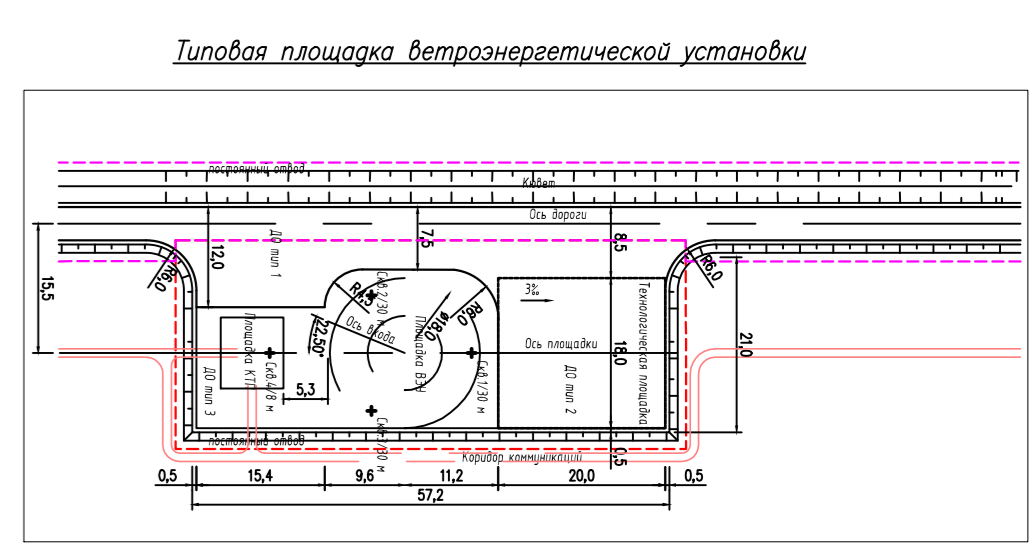 Типовая площадка ветроэнергетической установки
постоянный отвод
Кювет
Ось дороги
15,5
R6,0
12,0
ДО тип 1
7,5
8,5
R6,0
R4,5
Скв.2/30 м
Ø18,0
R6,0
3‰
Технологическая площадка
21,0
22,50°
Ось входа
Площадка КТП
Площадка ВЭУ
Ось площадки
18,0
ДО тип 3
Скв.4/8 м
5,3
Скв.1/30 м
ДО тип 2
Скв.3/30 м
постоянный отвод
Коридор коммуникаций
0,5
0,5
15,4
9,6
11,2
20,0
0,5
57,2